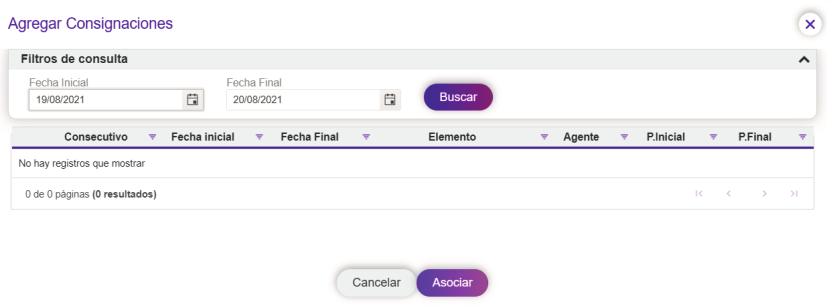 Agregar Consignaciones
Filtros de consulta
Fecha Inicial Fecha Final
19/08/2021 20/08/2021 Buscar
Consecutivo Fecha inicial Fecha Final Elemento Agente P.Inicial P.Final
No hay registros que mostrar
0 de 0 páginas (0 resultados)
Cancelar Asociar